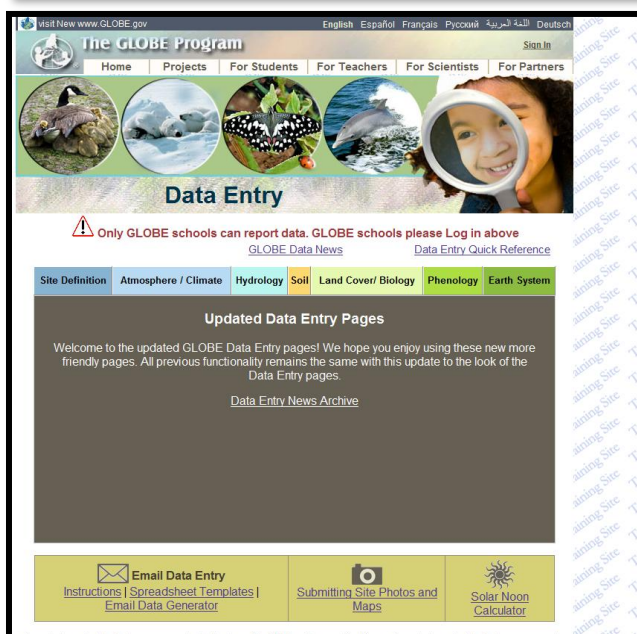 visit New www.GLOBE.gov
English Español Français Русский اللغة العربية Deutsch
The GLOBE Program
Sign In
Home Projects For Students For Teachers For Scientists For Partners
Data Entry
Only GLOBE schools can report data. GLOBE schools please Log in above
GLOBE Data News Data Entry Quick Reference
Site Definition Atmosphere / Climate Hydrology Soil Land Cover/ Biology Phenology Earth System
Updated Data Entry Pages
Welcome to the updated GLOBE Data Entry pages! We hope you enjoy using these new more
friendly pages. All previous functionality remains the same with this update to the look of the
Data Entry pages.
Data Entry News Archive
Email Data Entry
Instructions | Spreadsheet Templates |
Email Data Generator
Submitting Site Photos and
Maps
Solar Noon
Calculator